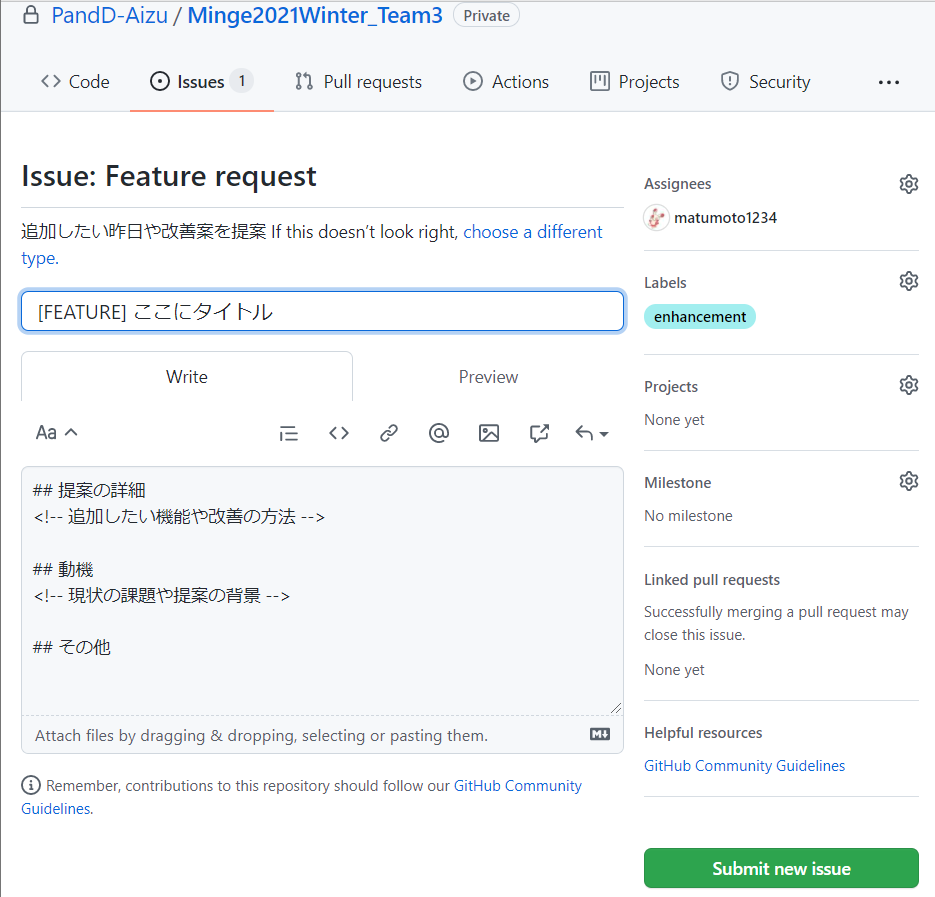 PandD-Aizu / Minge2021Winter_Team3 Private
Code Issues 1 Pull requests Actions Projects Security
Issue: Feature request
追加したい昨日や改善案を提案 If this doesn’t look right, choose a different
type.
[FEATURE] ここにタイトル
Write Preview
Aa
## 提案の詳細
<!-- 追加したい機能や改善の方法 -->
## 動機
<!-- 現状の課題や提案の背景 -->
## その他
Attach files by dragging & dropping, selecting or pasting them.
M
Remember, contributions to this repository should follow our GitHub Community
Guidelines.
Assignees
matumoto1234
Labels
enhancement
Projects
None yet
Milestone
No milestone
Linked pull requests
Successfully merging a pull request may
close this issue.
None yet
Helpful resources
GitHub Community Guidelines
Submit new issue